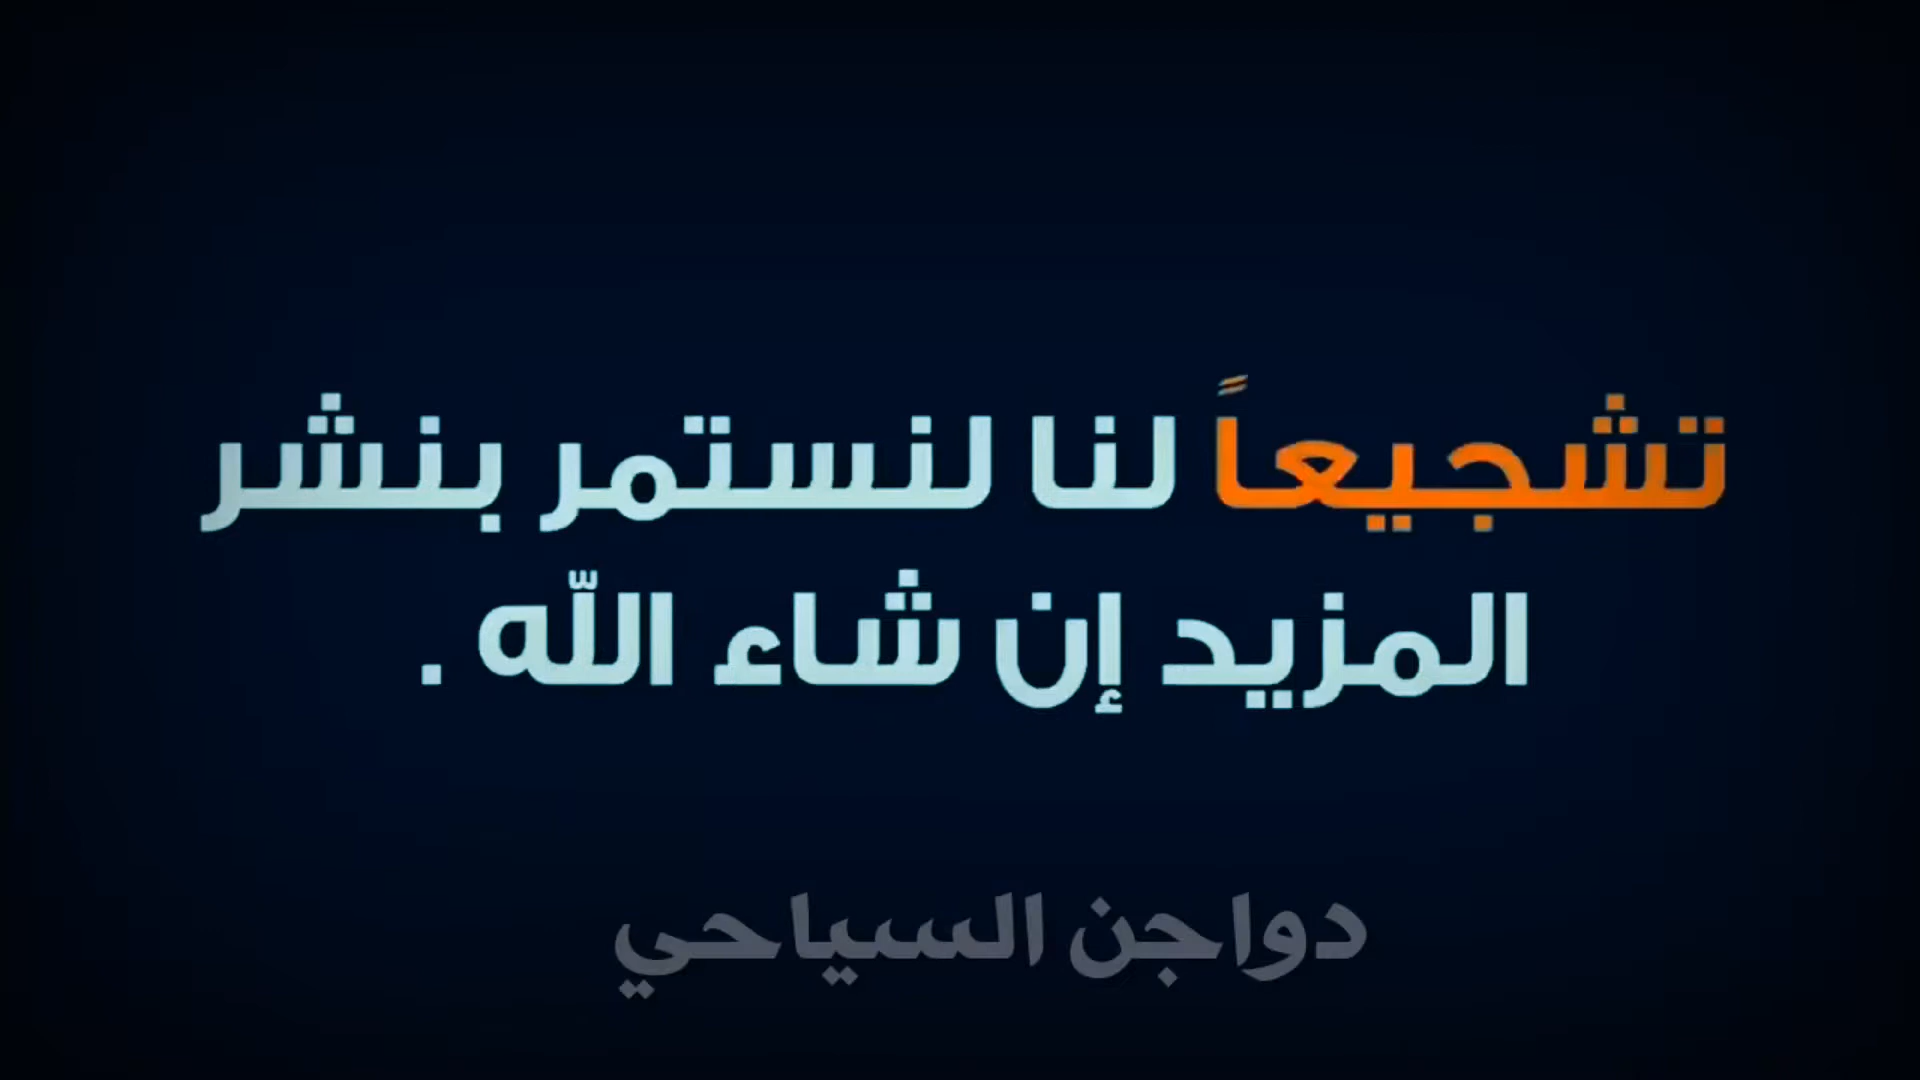 تشجيعاً لنا لنستمر بنشر
المزيد إن شاء اللّه .
دواجن السياحي